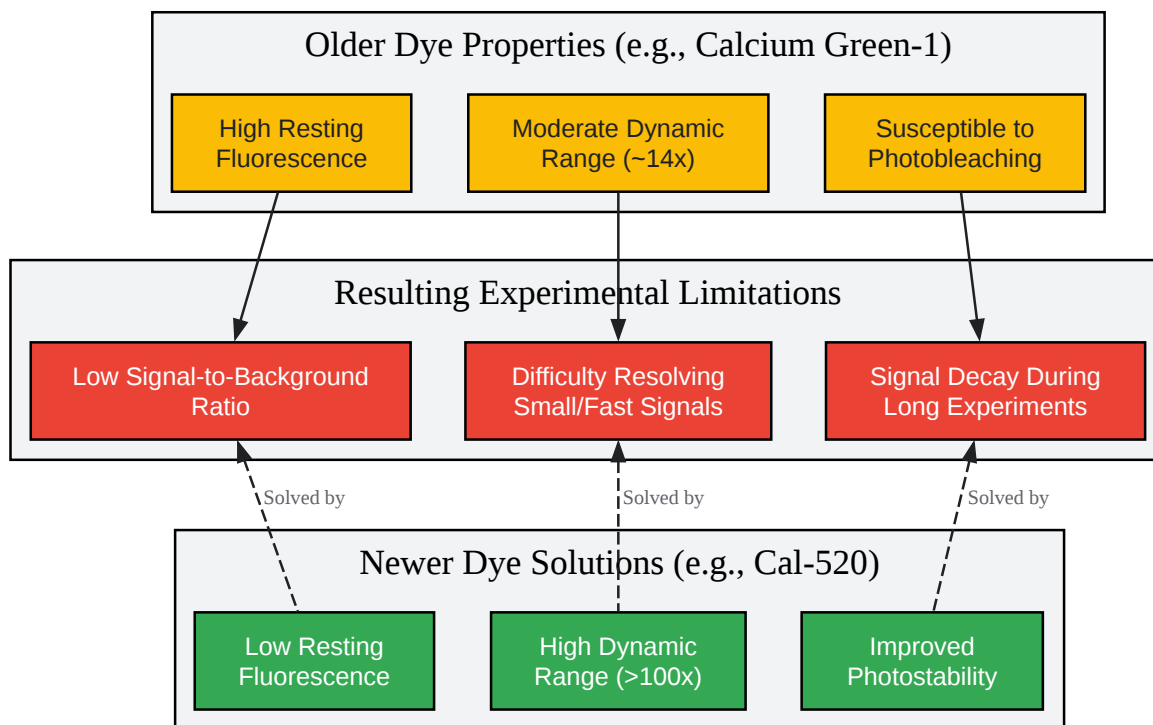 Older Dye Properties (e.g., Calcium Green-1)
High Resting
Fluorescence
Moderate Dynamic
Range (~14x)
Susceptible to
Photobleaching
Resulting Experimental Limitations
Low Signal-to-Background
Ratio
Difficulty Resolving
Small/Fast Signals
Signal Decay During
Long Experiments
Solved by
Solved by
Solved by
Newer Dye Solutions (e.g., Cal-520)
Low Resting
Fluorescence
High Dynamic
Range (>100x)
Improved
Photostability